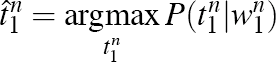 t̂₁ⁿ = argmax P(t₁ⁿ|w₁ⁿ)
t₁ⁿ